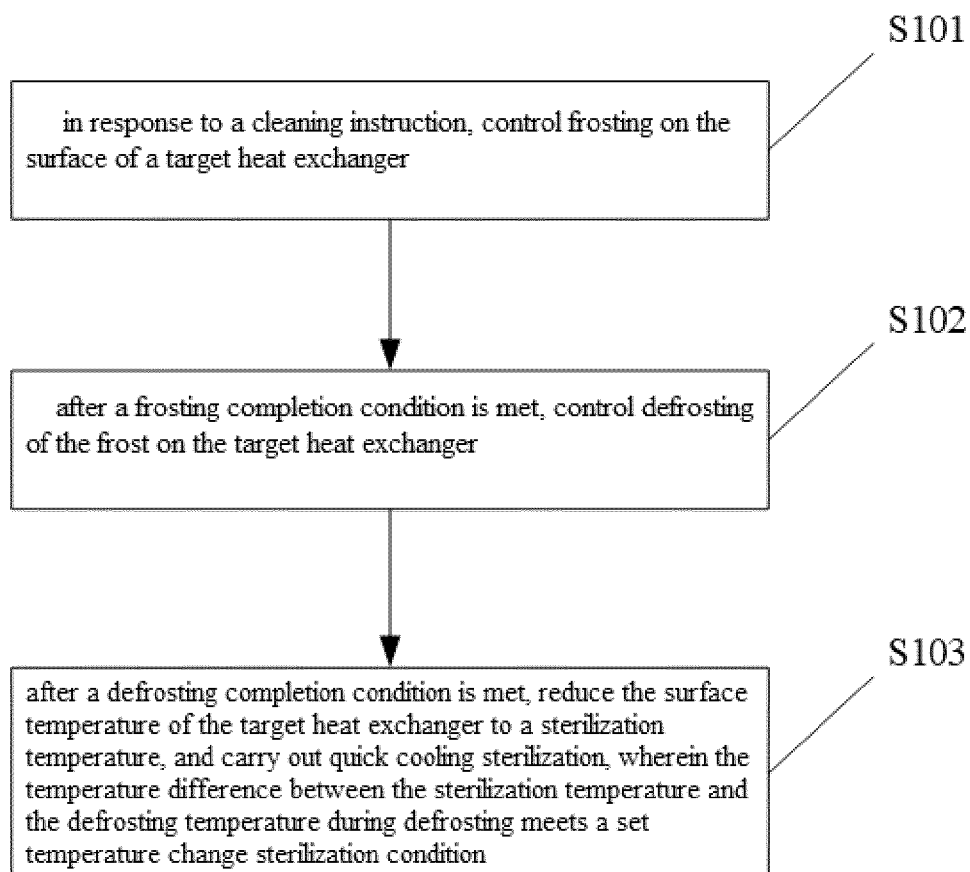 S101
in response to a cleaning instruction, control frosting on the
surface of a target heat exchanger
S102
after a frosting completion condition is met, control defrosting
of the frost on the target heat exchanger
S103
after a defrosting completion condition is met, reduce the surface
temperature of the target heat exchanger to a sterilization
temperature, and carry out quick cooling sterilization, wherein the
temperature difference between the sterilization temperature and
the defrosting temperature during defrosting meets a set
temperature change sterilization condition